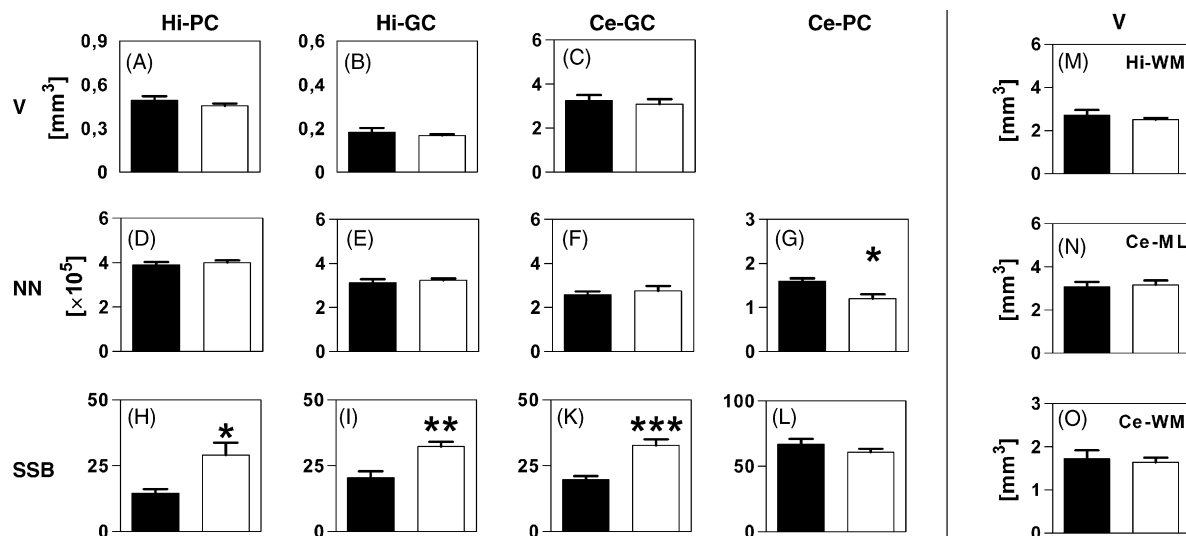 Hi-PC Hi-GC Ce-GC Ce-PC V
V [mm³] 0,9 0,6 0,3 0 (A) 0,6 0,4 0,2 0 (B) 6 4 2 0 (C) [mm³] 6 4 2 0 (M) Hi-WM
NN [×10⁵] 6 4 2 0 (D) 6 4 2 0 (E) 6 4 2 0 (F) 3 2 1 0 (G) * [mm³] 6 4 2 0 (N) Ce-ML
SSB 50 25 0 (H) * 50 25 0 (I) ** 50 25 0 (K) *** 100 50 0 (L) [mm³] 3 2 1 0 (O) Ce-WM